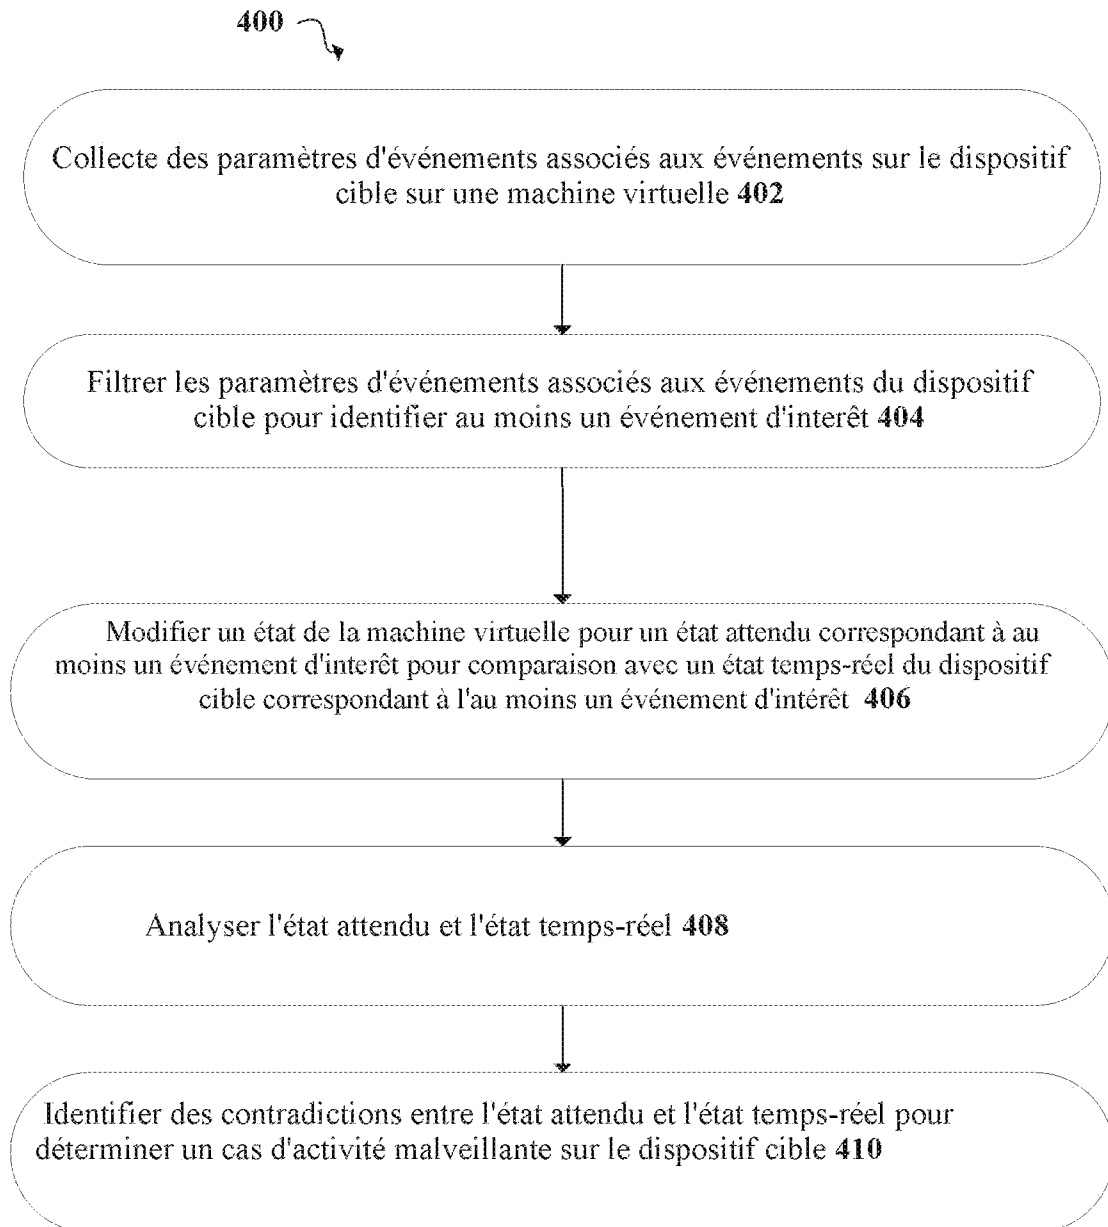 400
Collecte des paramètres d'événements associés aux événements sur le dispositif
cible sur une machine virtuelle 402
Filtrer les paramètres d'événements associés aux événements du dispositif
cible pour identifier au moins un événement d'interêt 404
Modifier un état de la machine virtuelle pour un état attendu correspondant à au
moins un événement d'interêt pour comparaison avec un état temps-réel du dispositif
cible correspondant à l'au moins un événement d'intérêt 406
Analyser l'état attendu et l'état temps-réel 408
Identifier des contradictions entre l'état attendu et l'état temps-réel pour
déterminer un cas d'activité malveillante sur le dispositif cible 410